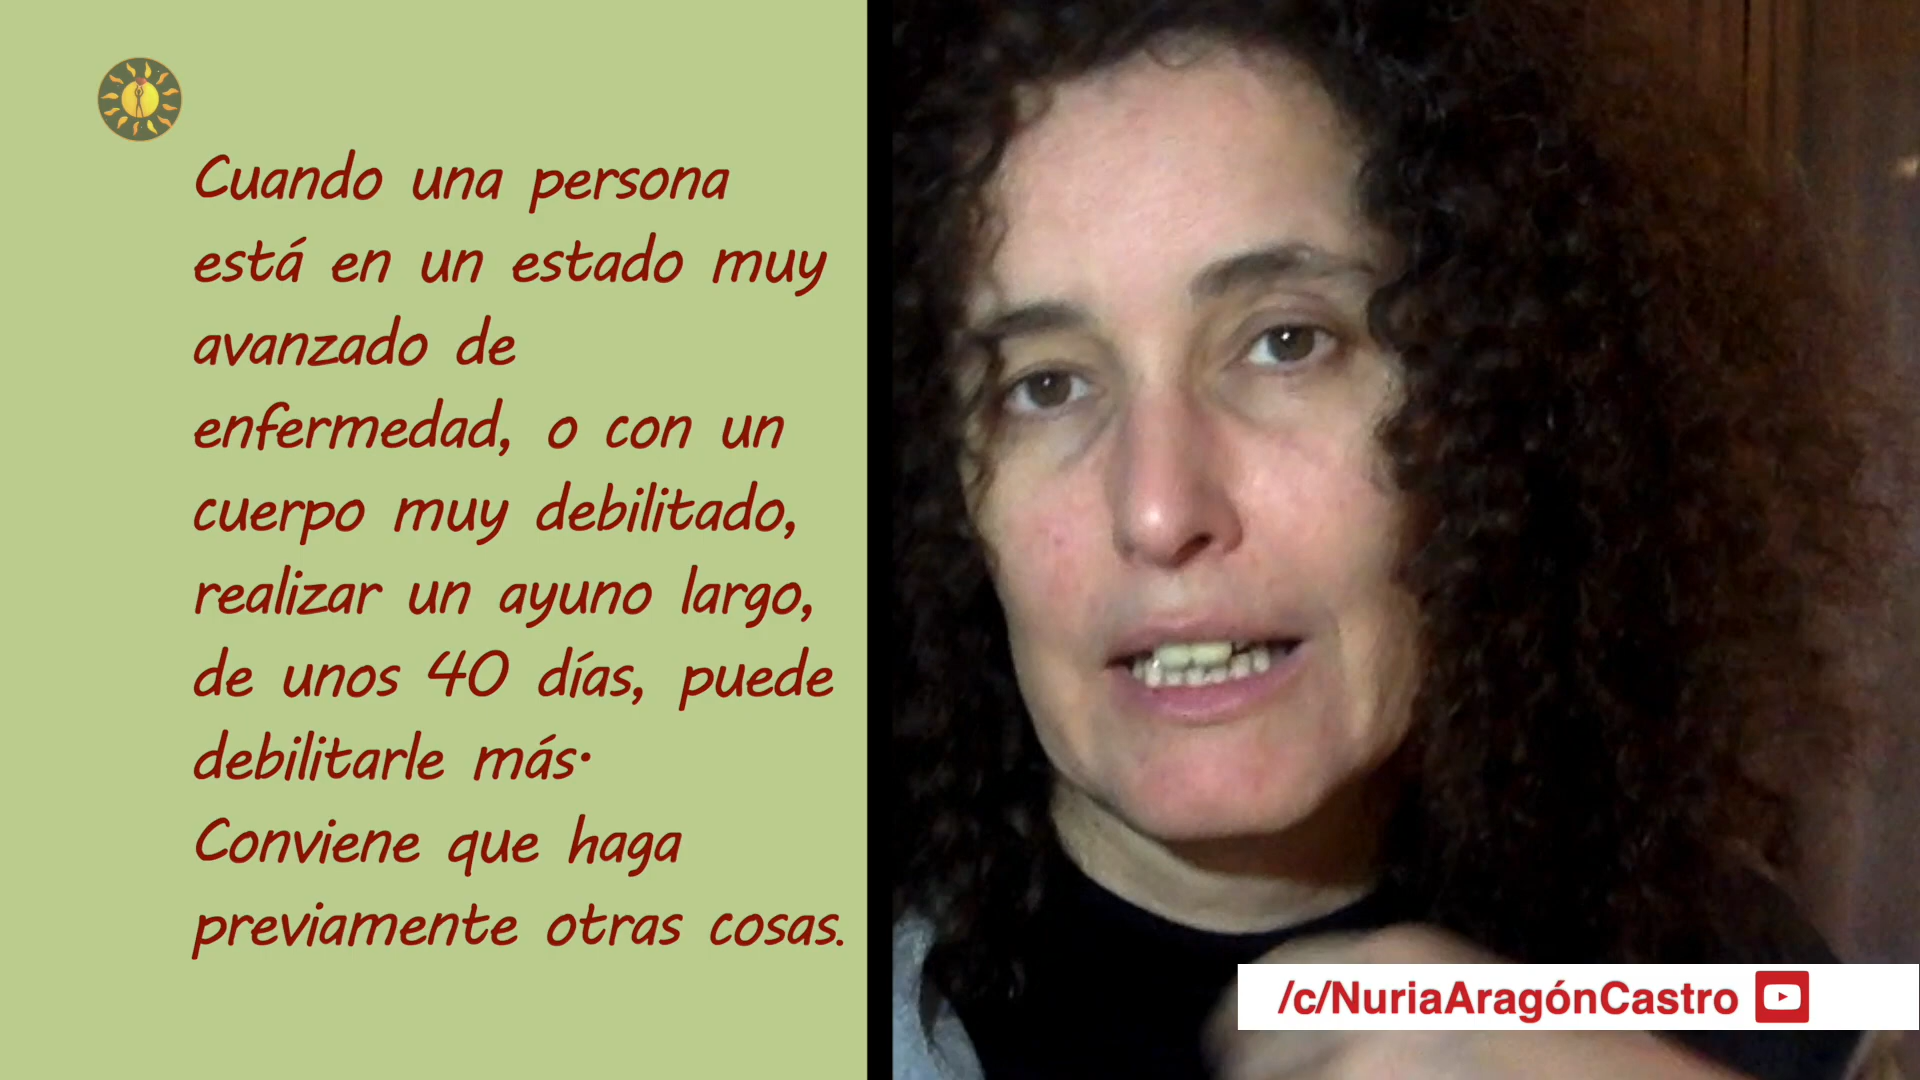 Cuando una persona
está en un estado muy
avanzado de
enfermedad, o con un
cuerpo muy debilitado,
realizar un ayuno largo,
de unos 40 días, puede
debilitarle más.
Conviene que haga
previamente otras cosas.
/c/NuriaAragónCastro